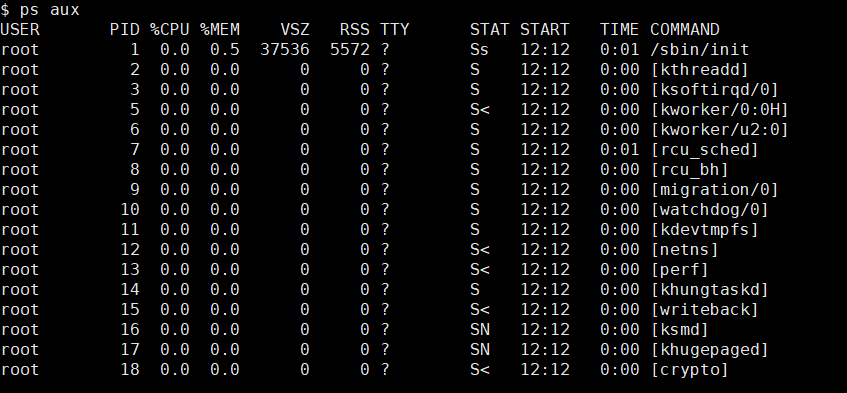 $ ps aux
USER       PID %CPU %MEM    VSZ   RSS TTY      STAT START   TIME COMMAND
root         1  0.0  0.5  37536  5572 ?        Ss   12:12   0:01 /sbin/init
root         2  0.0  0.0      0     0 ?        S    12:12   0:00 [kthreadd]
root         3  0.0  0.0      0     0 ?        S    12:12   0:00 [ksoftirqd/0]
root         5  0.0  0.0      0     0 ?        S<   12:12   0:00 [kworker/0:0H]
root         6  0.0  0.0      0     0 ?        S    12:12   0:00 [kworker/u2:0]
root         7  0.0  0.0      0     0 ?        S    12:12   0:01 [rcu_sched]
root         8  0.0  0.0      0     0 ?        S    12:12   0:00 [rcu_bh]
root         9  0.0  0.0      0     0 ?        S    12:12   0:00 [migration/0]
root        10  0.0  0.0      0     0 ?        S    12:12   0:00 [watchdog/0]
root        11  0.0  0.0      0     0 ?        S    12:12   0:00 [kdevtmpfs]
root        12  0.0  0.0      0     0 ?        S<   12:12   0:00 [netns]
root        13  0.0  0.0      0     0 ?        S<   12:12   0:00 [perf]
root        14  0.0  0.0      0     0 ?        S    12:12   0:00 [khungtaskd]
root        15  0.0  0.0      0     0 ?        S<   12:12   0:00 [writeback]
root        16  0.0  0.0      0     0 ?        SN   12:12   0:00 [ksmd]
root        17  0.0  0.0      0     0 ?        SN   12:12   0:00 [khugepaged]
root        18  0.0  0.0      0     0 ?        S<   12:12   0:00 [crypto]